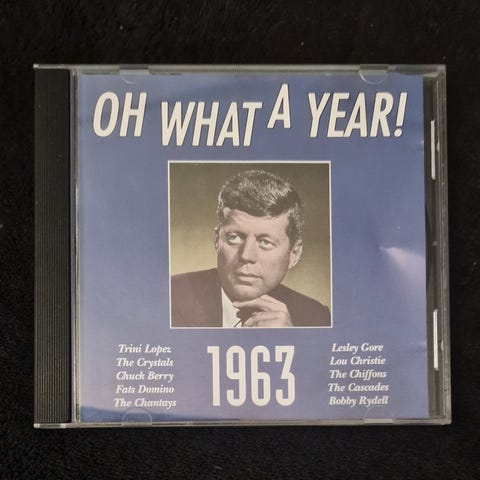 OH WHAT A YEAR!
Trini Lopez
The Crystals
Chuck Berry
Fats Domino
The Chantays
1963
Lesley Gore
Lou Christie
The Chiffons
The Cascades
Bobby Rydell